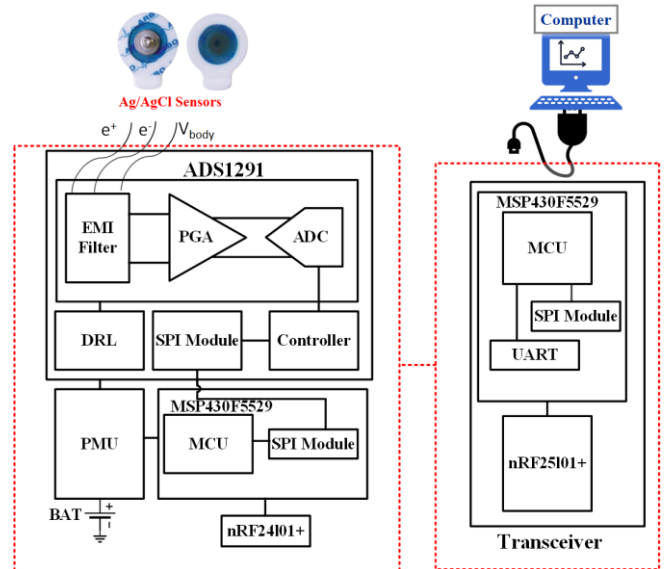 Computer
Ag/AgCl Sensors
e+ e- Vbody
ADS1291
EMI
Filter
PGA
ADC
DRL
SPI Module
Controller
PMU
MSP430F5529
MCU
SPI Module
BAT
+
-
nRF24l01+
MSP430F5529
MCU
SPI Module
UART
nRF25l01+
Transceiver